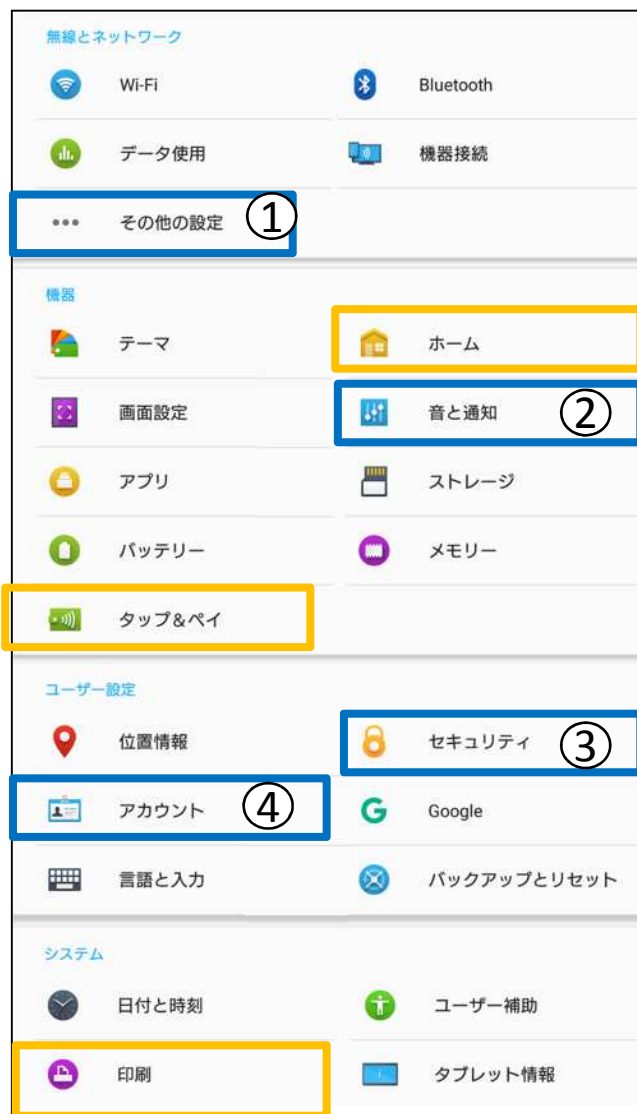 無線とネットワーク
Wi-Fi Bluetooth
データ使用 機器接続
その他の設定 ①
機器
テーマ ホーム
画面設定 音と通知 ②
アプリ ストレージ
バッテリー メモリー
タップ&ペイ
ユーザー設定
位置情報 セキュリティ ③
アカウント ④ Google
言語と入力 バックアップとリセット
システム
日付と時刻 ユーザー補助
印刷 タブレット情報